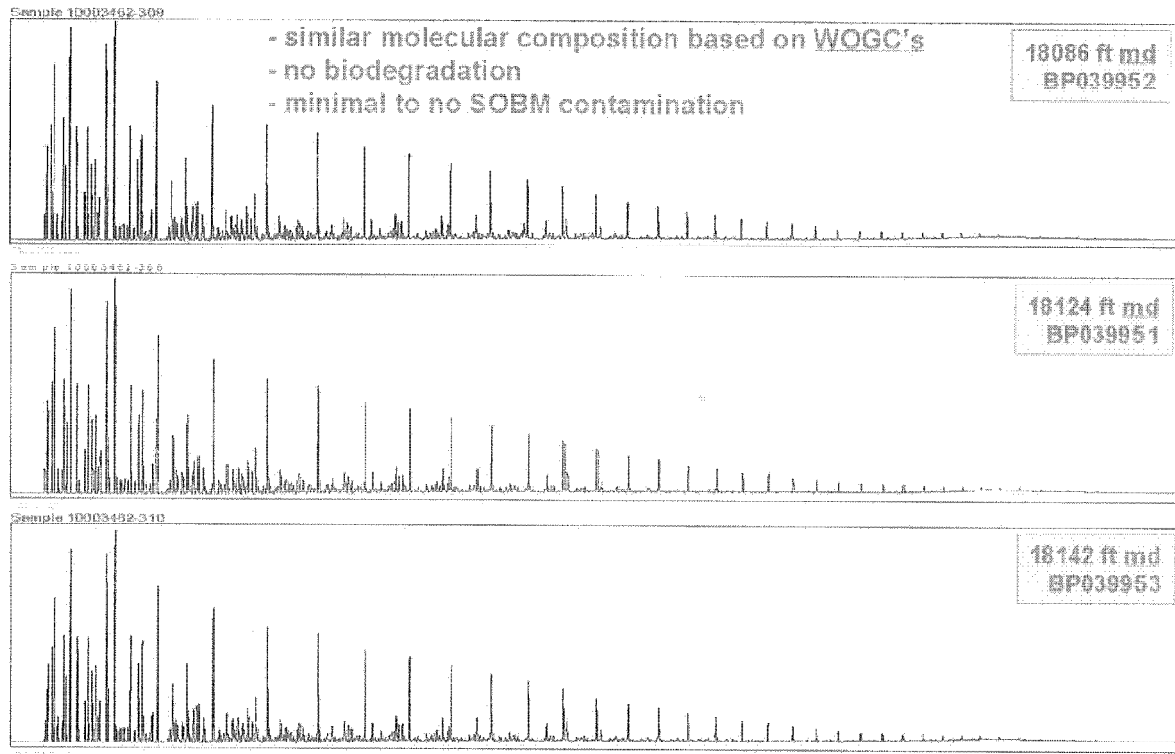 Sample 10003462-309
- similar molecular composition based on WOGC's
- no biodegradation
- minimal to no SOBM contamination
18086 ft md
BP039952
18124 ft md
BP039951
Sample 10003462-310
18142 ft md
BP039953